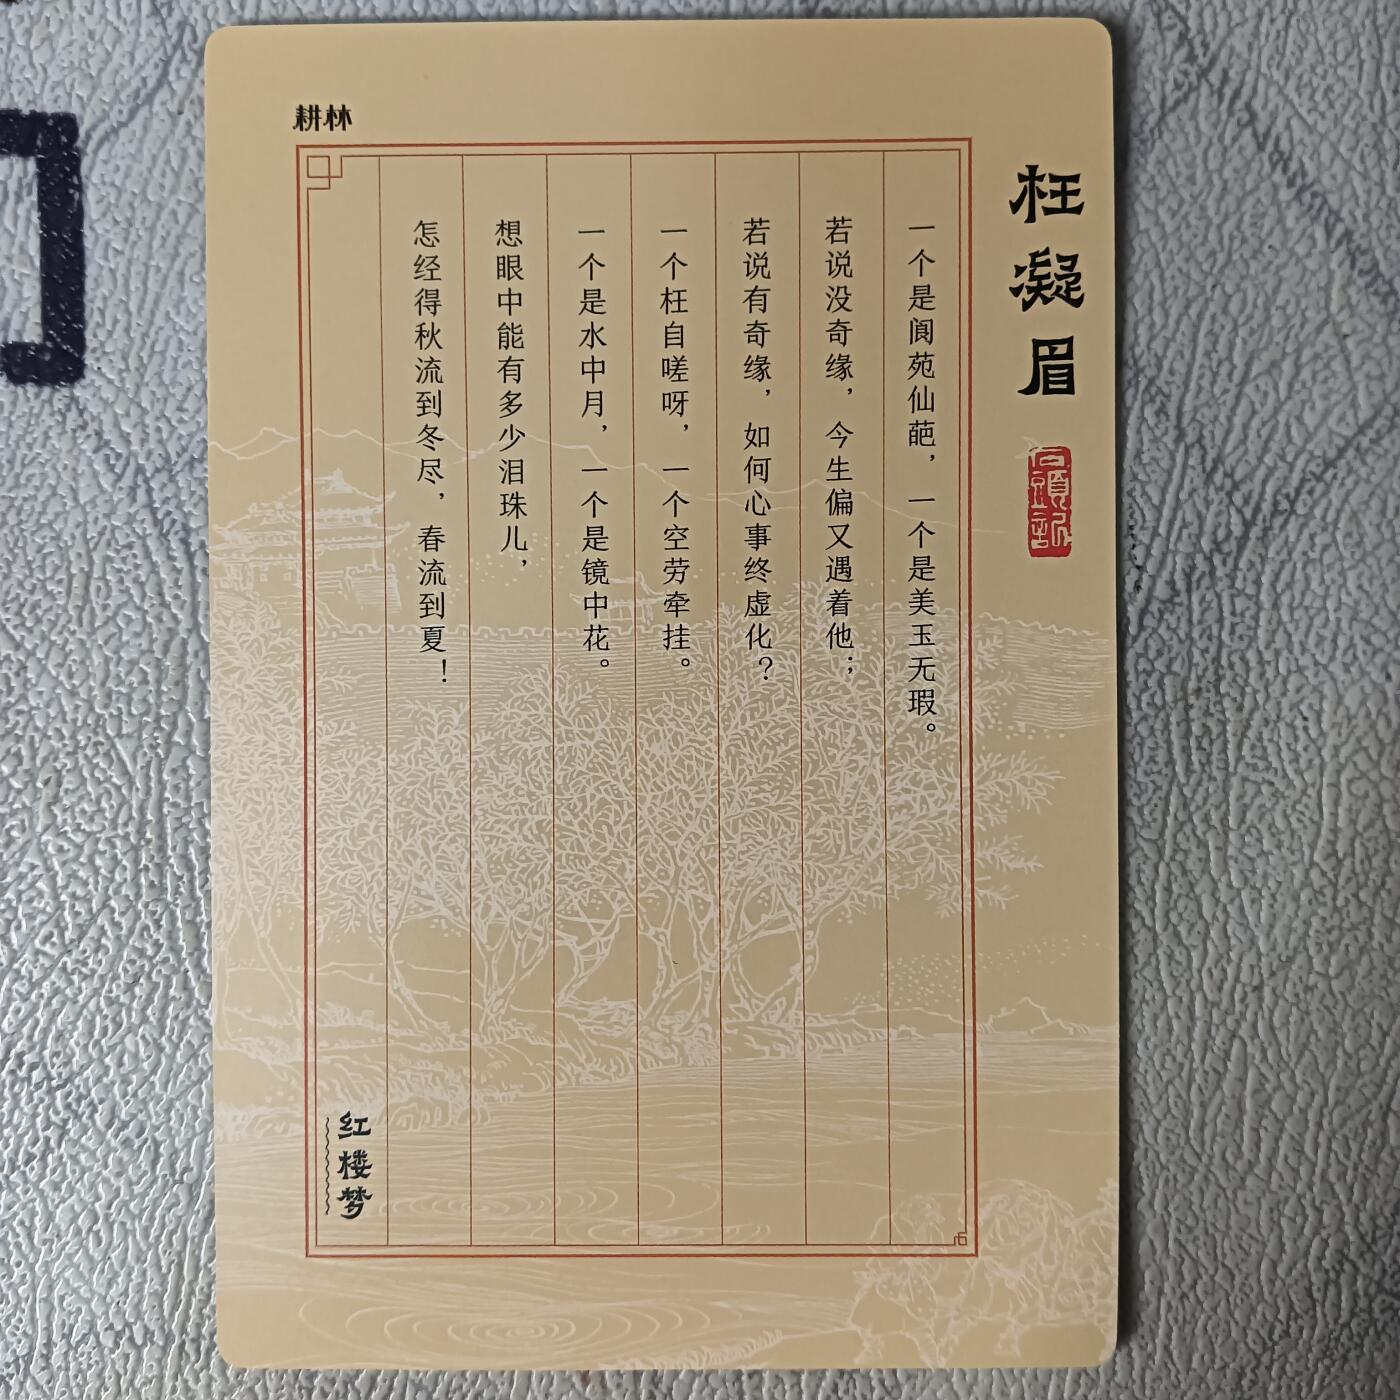 耕林
枉凝眉
石頭記
一个是阆苑仙葩，一个是美玉无瑕。
若说没奇缘，今生偏又遇着他；
若说有奇缘，如何心事终虚化？
一个枉自嗟呀，一个空劳牵挂。
一个是水中月，一个是镜中花。
想眼中能有多少泪珠儿，
怎经得秋流到冬尽，春流到夏！
红楼梦